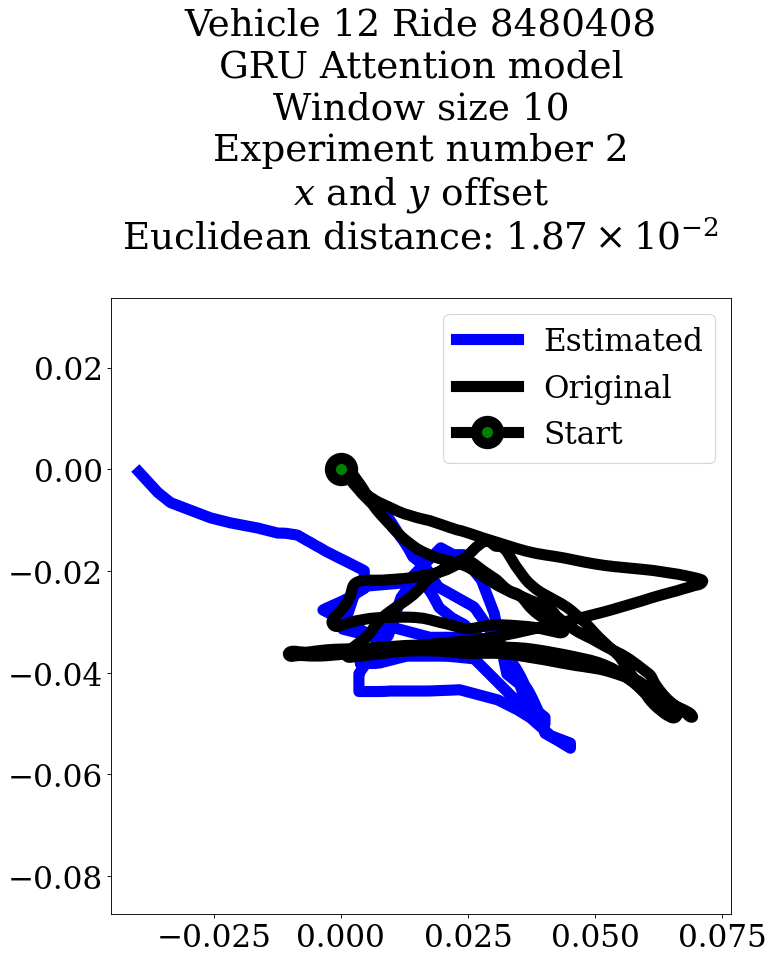 Vehicle 12 Ride 8480408
GRU Attention model
Window size 10
Experiment number 2
x and y offset
Euclidean distance: 1.87 × 10⁻²
Estimated
Original
Start
0.02
0.00
−0.02
−0.04
−0.06
−0.08
−0.025 0.000 0.025 0.050 0.075